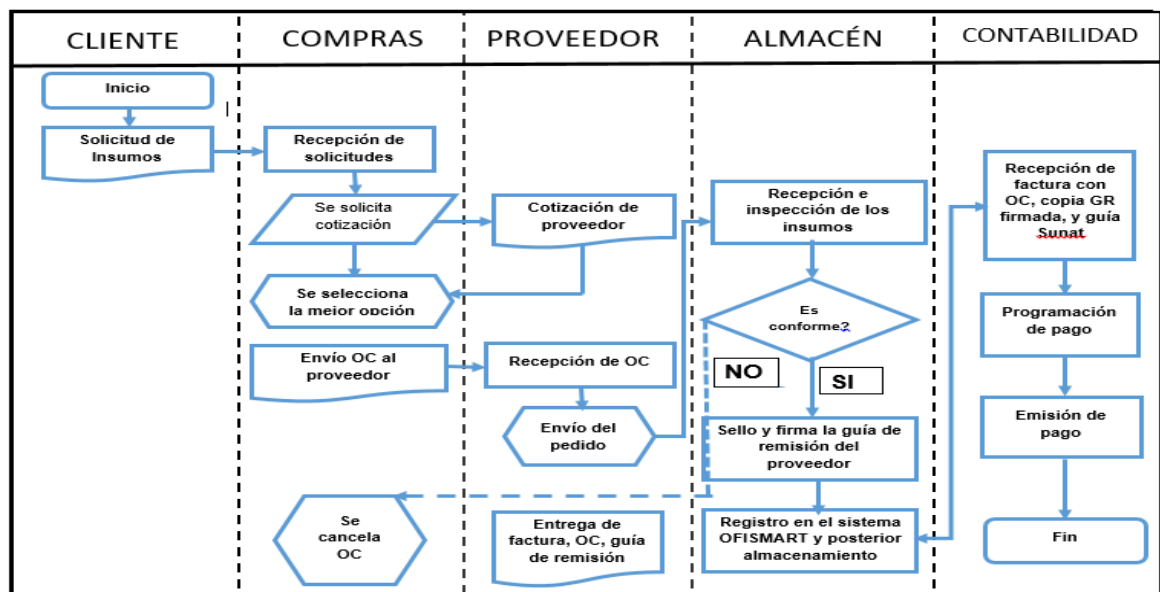 CLIENTE
COMPRAS
PROVEEDOR
ALMACÉN
CONTABILIDAD
Inicio
Solicitud de
Insumos
Recepción de
solicitudes
Se solicita
cotización
Cotización de
proveedor
Se selecciona
la mejor opción
Envío OC al
proveedor
Recepción de OC
Envío del
pedido
Se
cancela
OC
Entrega de
factura, OC, guía
de remisión
Recepción e
inspección de los
insumos
Es
conforme?
NO
SI
Sello y firma la guía de
remisión del
proveedor
Registro en el sistema
OFISMART y posterior
almacenamiento
Recepción de
factura con
OC, copia GR
firmada, y guía
Sunat
Programación
de pago
Emisión de
pago
Fin